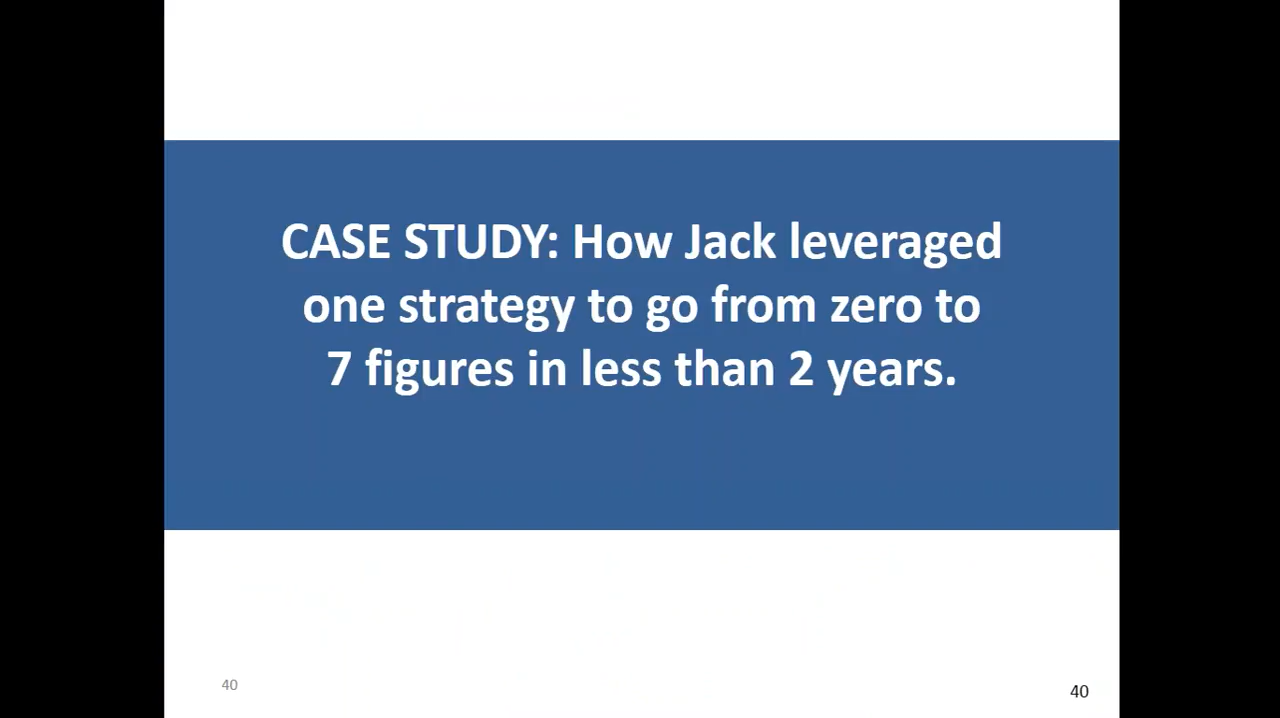 CASE STUDY: How Jack leveraged
one strategy to go from zero to
7 figures in less than 2 years.
40
40